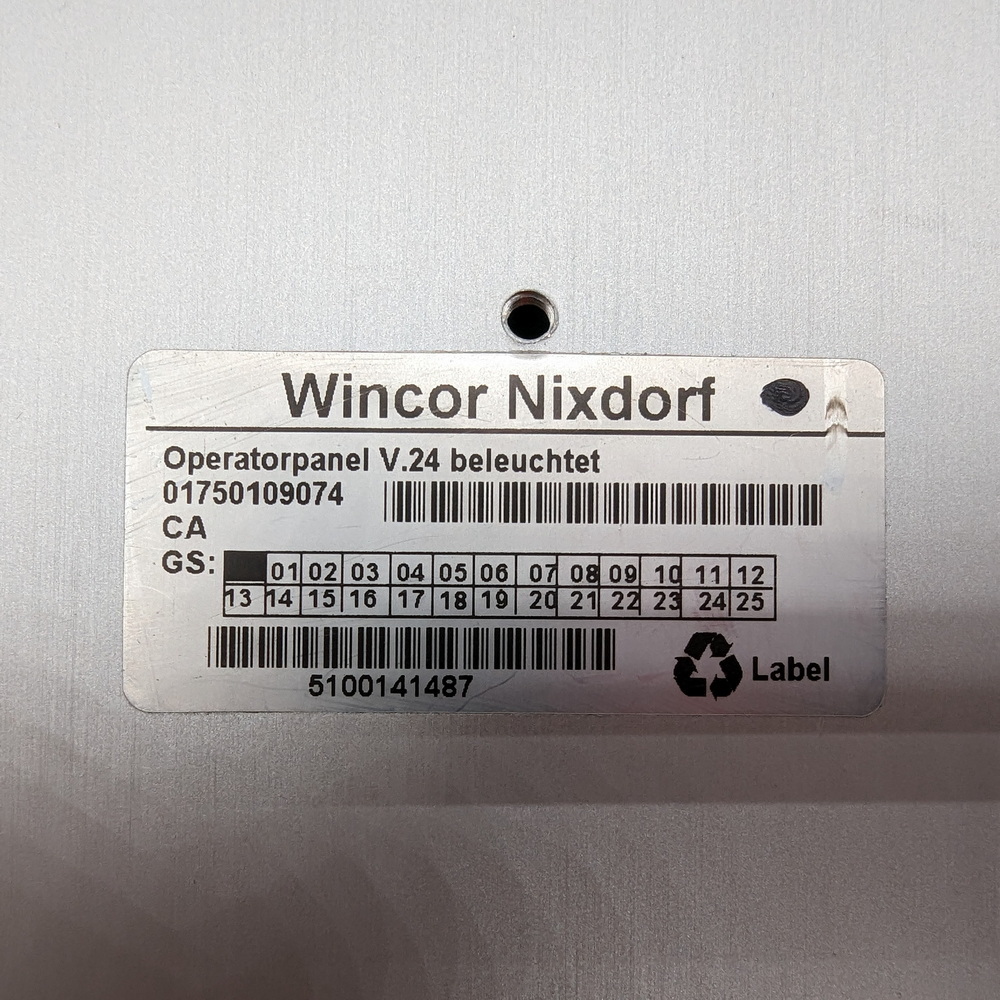 Wincor Nixdorf
Operatorpanel V.24 beleuchtet
01750109074
CA
GS: 01 02 03 04 05 06 07 08 09 10 11 12
13 14 15 16 17 18 19 20 21 22 23 24 25
5100141487
Label